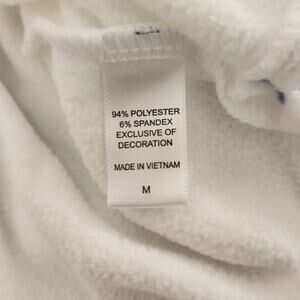 94% POLYESTER
6% SPANDEX
EXCLUSIVE OF
DECORATION
MADE IN VIETNAM
M